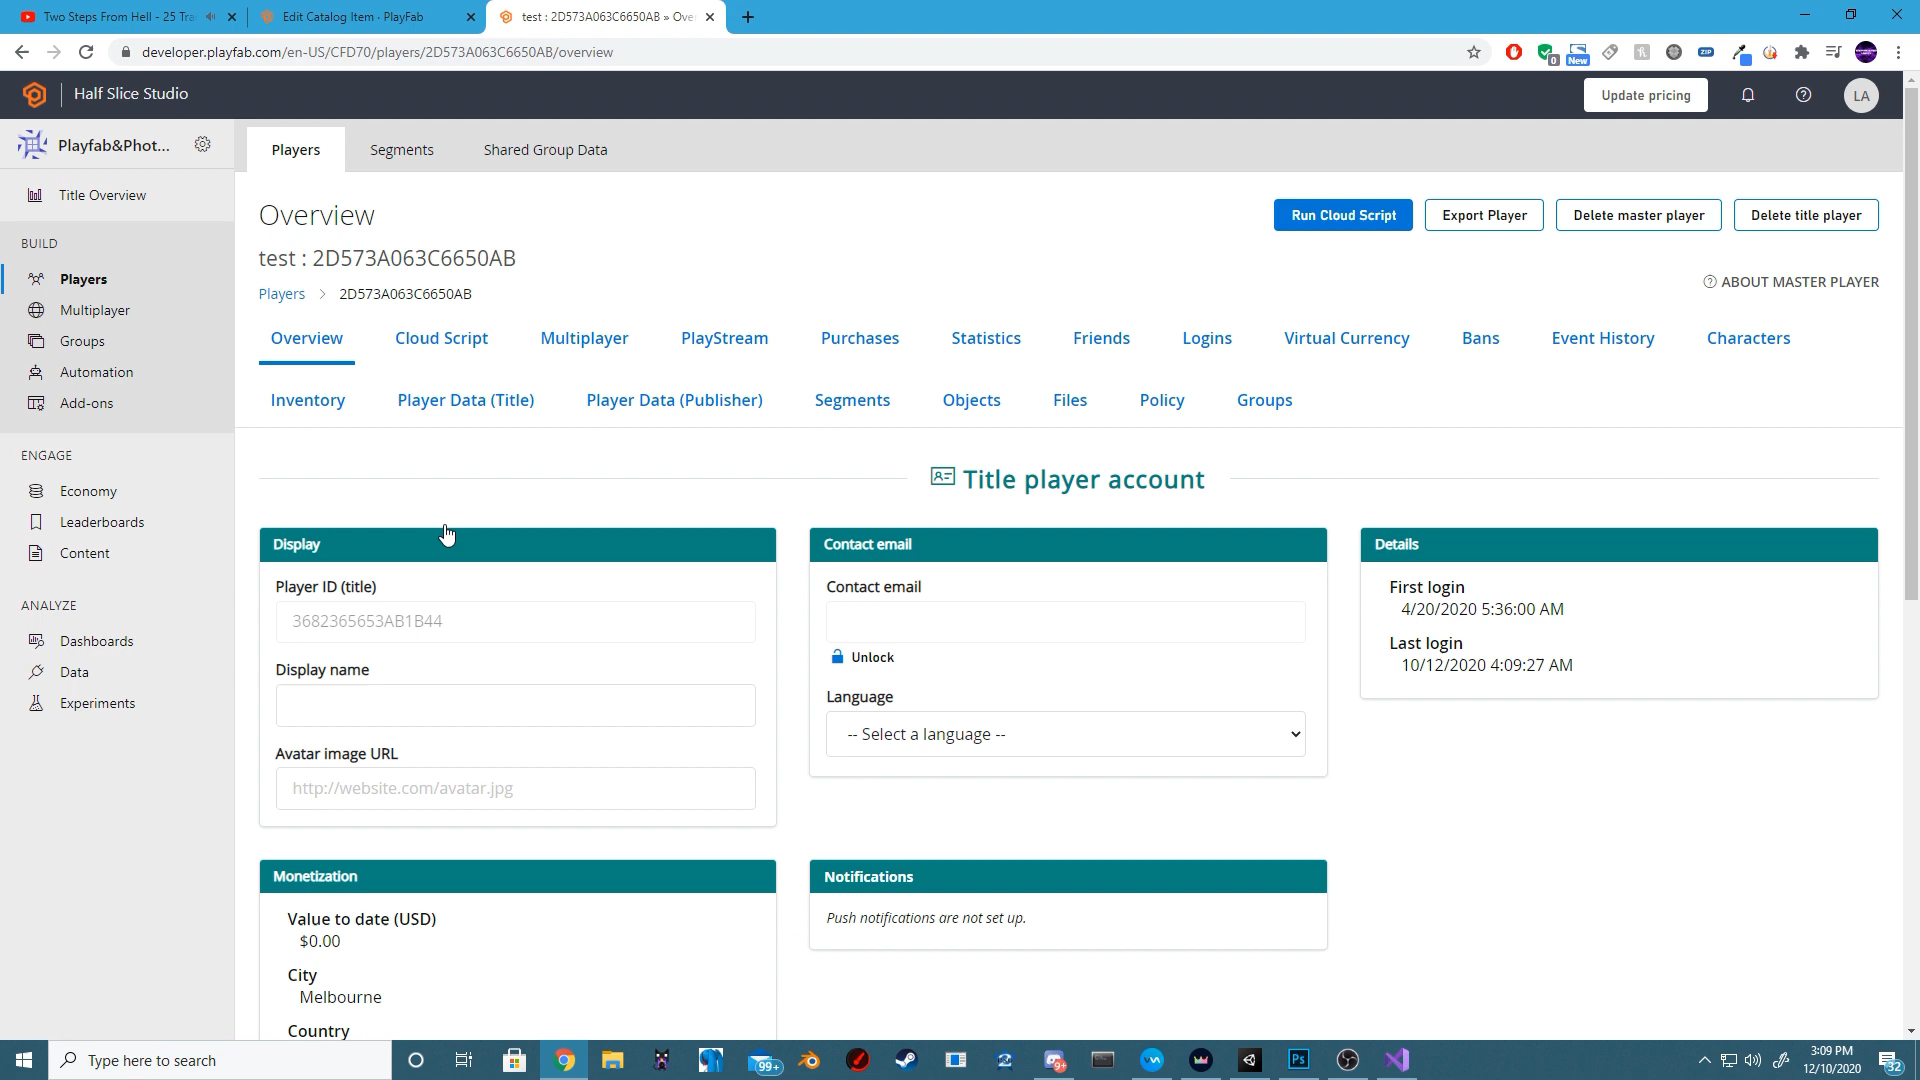 Two Steps From Hell - 25 Tra
Edit Catalog Item · PlayFab
test : 2D573A063C6650AB » Ove
developer.playfab.com/en-US/CFD70/players/2D573A063C6650AB/overview
0
New
ZIP
Half Slice Studio
Update pricing
LA
Playfab&Phot...
Players
Segments
Shared Group Data
Title Overview
BUILD
Players
Multiplayer
Groups
Automation
Add-ons
ENGAGE
Economy
Leaderboards
Content
ANALYZE
Dashboards
Data
Experiments
Overview
Run Cloud Script
Export Player
Delete master player
Delete title player
test : 2D573A063C6650AB
Players > 2D573A063C6650AB
ABOUT MASTER PLAYER
Overview
Cloud Script
Multiplayer
PlayStream
Purchases
Statistics
Friends
Logins
Virtual Currency
Bans
Event History
Characters
Inventory
Player Data (Title)
Player Data (Publisher)
Segments
Objects
Files
Policy
Groups
Title player account
Display
Player ID (title)
3682365653AB1B44
Display name
Avatar image URL
http://website.com/avatar.jpg
Contact email
Contact email
Unlock
Language
-- Select a language --
Details
First login
4/20/2020 5:36:00 AM
Last login
10/12/2020 4:09:27 AM
Monetization
Value to date (USD)
$0.00
City
Melbourne
Country
Notifications
Push notifications are not set up.
Type here to search
99+
9+
Ps
3:09 PM
12/10/2020
32